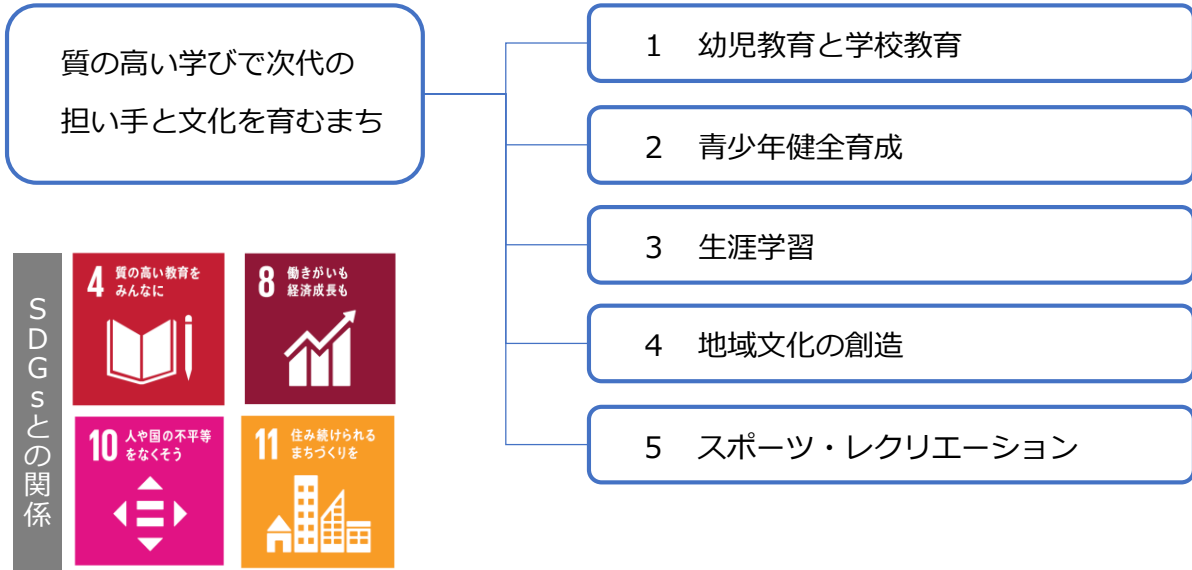 質の高い学びで次代の
担い手と文化を育むまち
1 幼児教育と学校教育
2 青少年健全育成
3 生涯学習
4 地域文化の創造
5 スポーツ・レクリエーション
SDGsとの関係
4 質の高い教育を
みんなに
8 働きがいも
経済成長も
10 人や国の不平等
をなくそう
11 住み続けられる
まちづくりを